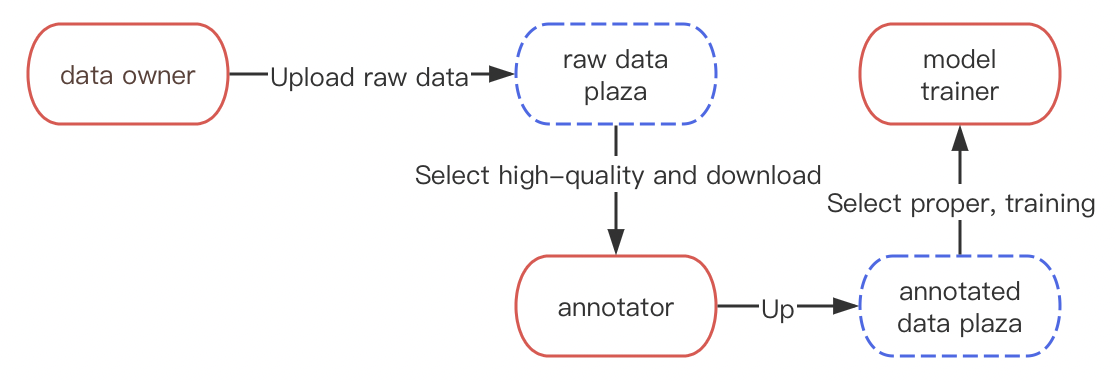 data owner
Upload raw data
raw data
plaza
Select high-quality and download
annotator
Up
annotated
data plaza
Select proper, training
model
trainer